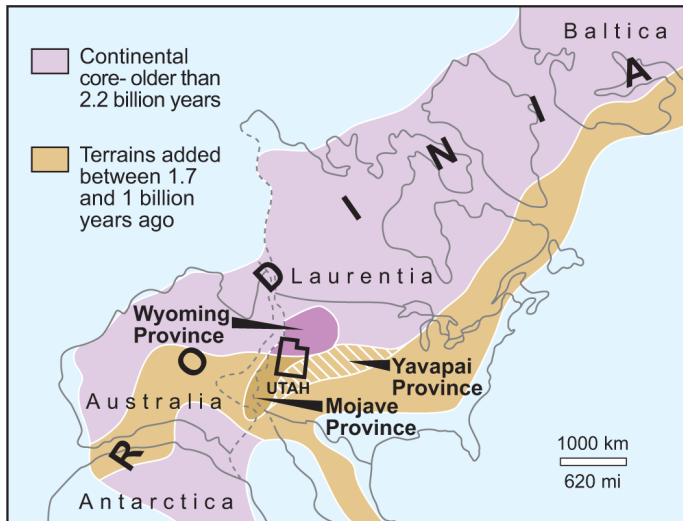 Continental
core- older than
2.2 billion years
Terrains added
between 1.7
and 1 billion
years ago
Baltica
RODINIA
Laurentia
Wyoming
Province
UTAH
Yavapai
Province
Mojave
Province
Australia
Antarctica
1000 km
620 mi